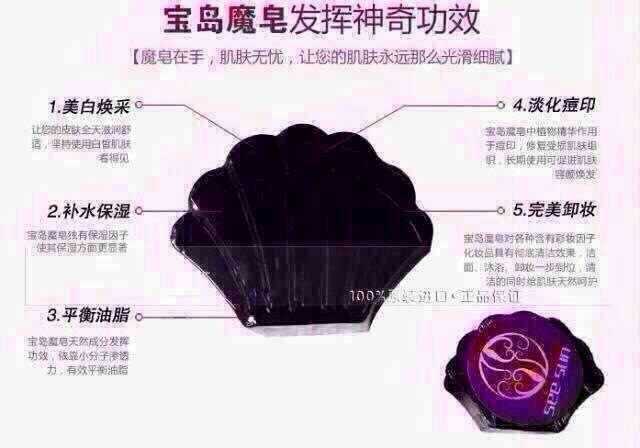 宝岛魔皂发挥神奇功效
【魔皂在手，肌肤无忧，让您的肌肤永远那么光滑细腻】
1.美白焕采
让您的皮肤全天滋润舒
适，坚持使用白皙肌肤
看得见
2.补水保湿
宝岛魔皂独有保湿因子
使其保湿方面更显著
3.平衡油脂
宝岛魔皂天然成分发挥
功效，依靠小分子渗透
力，有效平衡油脂
4.淡化痘印
宝岛魔皂中植物精华作用
于痘印，修复受损肌肤组
织，长期使用可促进肌肤
容颜焕发
5.完美卸妆
宝岛魔皂对各种含有彩妆因子
化妆品具有彻底清洁效果，洁
面、沐浴、卸妆一步到位，清
洁的同时给肌肤天然呵护
100%原装进口·正品保证
see sun